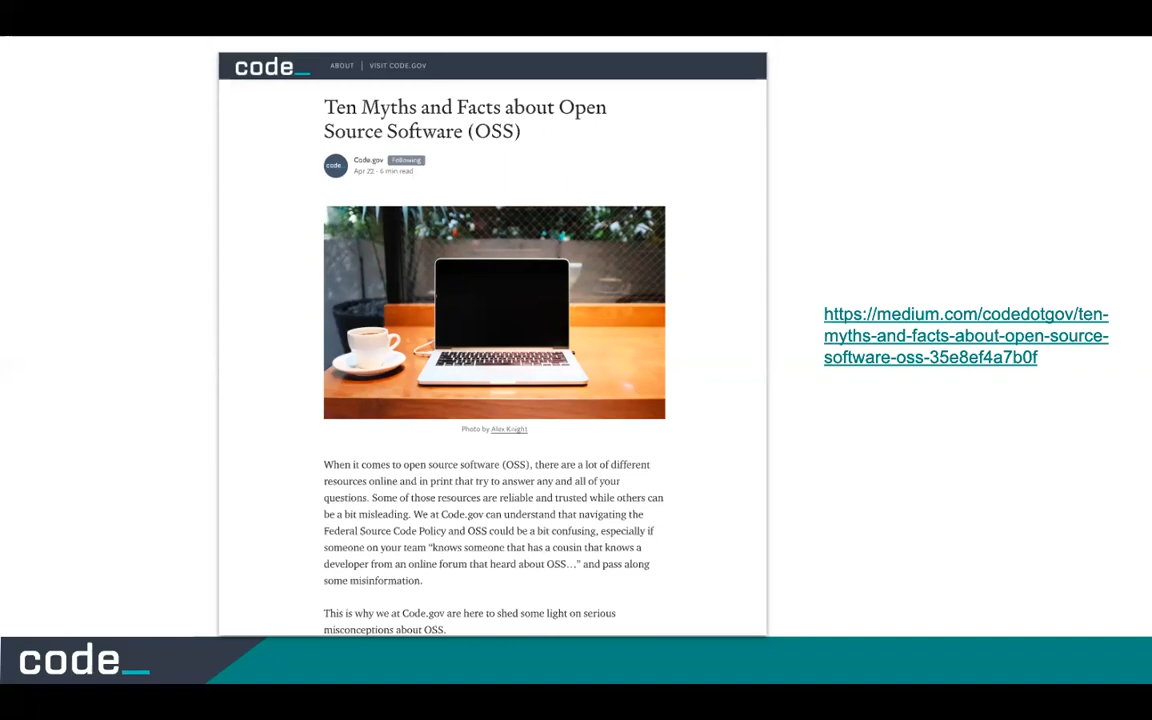 code_
ABOUT | VISIT CODE.GOV
Ten Myths and Facts about Open
Source Software (OSS)
code
Code.gov Following
Apr 22 · 6 min read
Photo by Alex Knight
When it comes to open source software (OSS), there are a lot of different
resources online and in print that try to answer any and all of your
questions. Some of those resources are reliable and trusted while others can
be a bit misleading. We at Code.gov can understand that navigating the
Federal Source Code Policy and OSS could be a bit confusing, especially if
someone on your team “knows someone that has a cousin that knows a
developer from an online forum that heard about OSS…” and pass along
some misinformation.
This is why we at Code.gov are here to shed some light on serious
misconceptions about OSS.
https://medium.com/codedotgov/ten-
myths-and-facts-about-open-source-
software-oss-35e8ef4a7b0f
code_